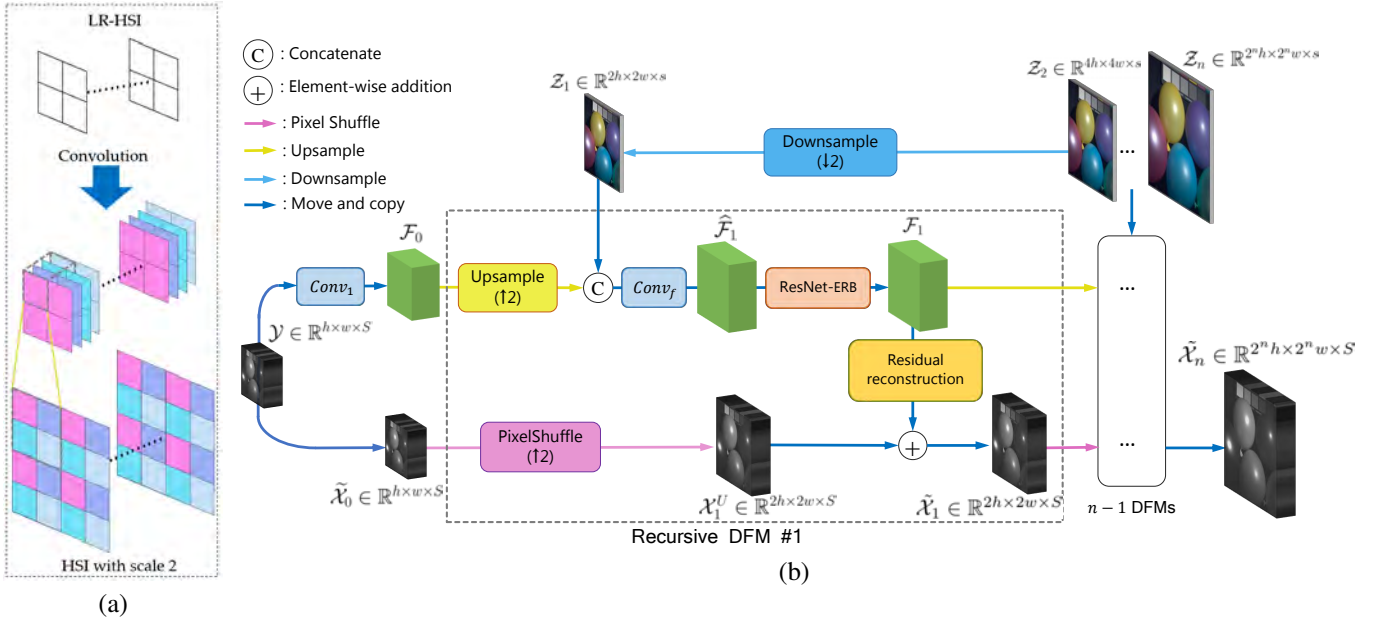 LR-HSI
Convolution
HSI with scale 2
(a)
C : Concatenate
+ : Element-wise addition
: Pixel Shuffle
: Upsample
: Downsample
: Move and copy
𝒵₁ ∈ ℝ^{2h×2w×s}
Downsample
(↓2)
𝒵₂ ∈ ℝ^{4h×4w×s}
...
𝒵ₙ ∈ ℝ^{2ⁿh×2ⁿw×s}
𝒴 ∈ ℝ^{h×w×S}
Conv₁
ℱ₀
Upsample
(↑2)
C
Conv_f
ℱ̂₁
ResNet-ERB
ℱ₁
...
Residual
reconstruction
𝒳̃₀ ∈ ℝ^{h×w×S}
PixelShuffle
(↑2)
𝒳₁^U ∈ ℝ^{2h×2w×S}
+
𝒳̃₁ ∈ ℝ^{2h×2w×S}
...
n − 1 DFMs
𝒳̃ₙ ∈ ℝ^{2ⁿh×2ⁿw×S}
Recursive DFM #1
(b)